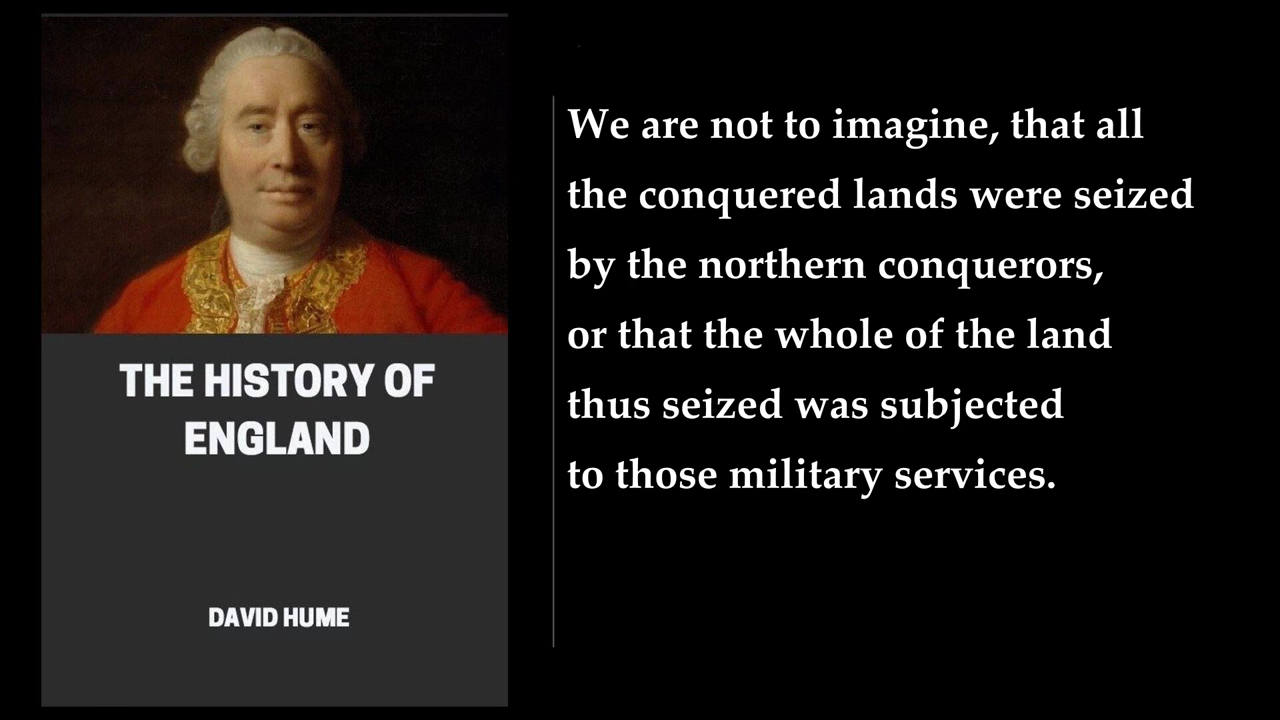 THE HISTORY OF
ENGLAND
DAVID HUME
We are not to imagine, that all
the conquered lands were seized
by the northern conquerors,
or that the whole of the land
thus seized was subjected
to those military services.